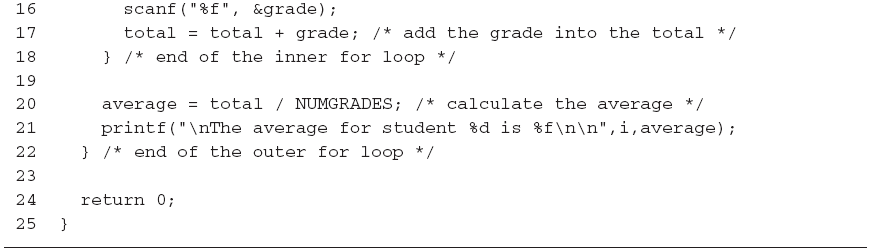 16 scanf("%f", &grade);
17 total = total + grade; /* add the grade into the total */
18 } /* end of the inner for loop */
19
20 average = total / NUMGRADES; /* calculate the average */
21 printf("\nThe average for student %d is %f\n\n",i,average);
22 } /* end of the outer for loop */
23
24 return 0;
25 }